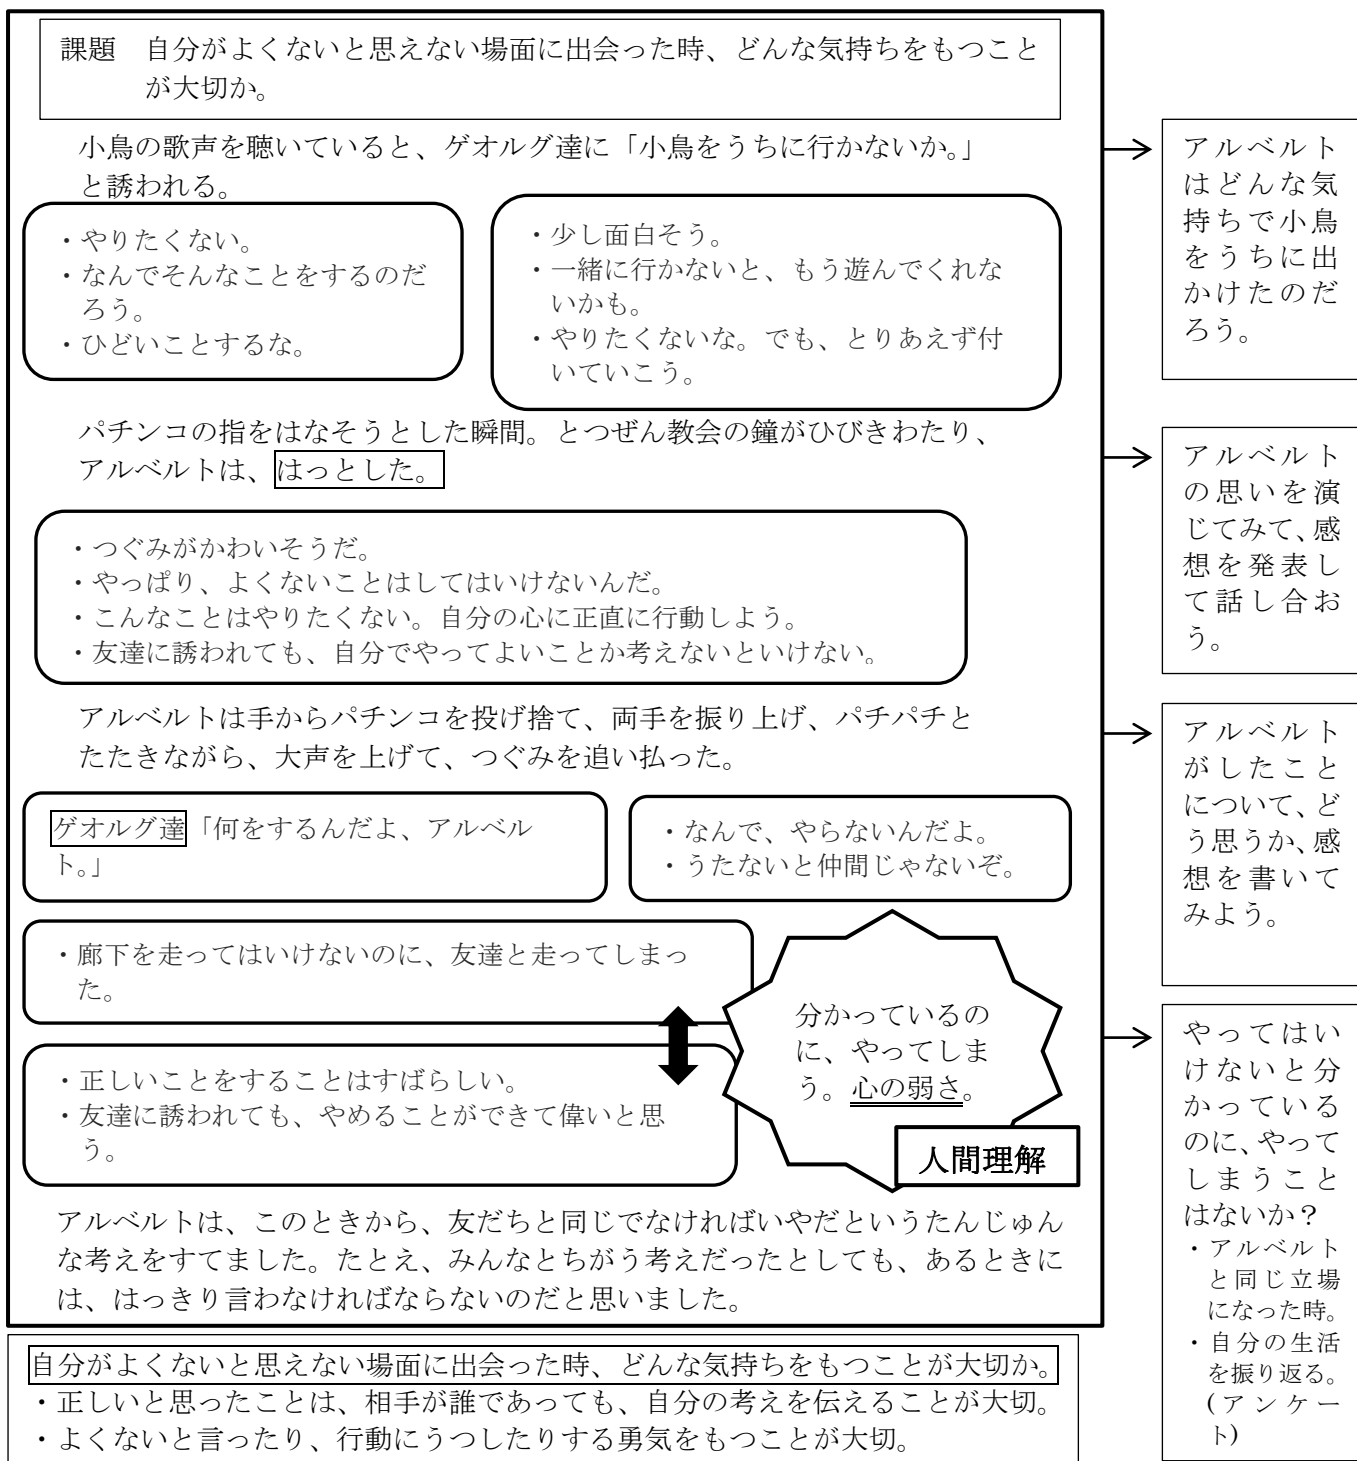 課題　自分がよくないと思えない場面に出会った時、どんな気持ちをもつこと
が大切か。
小鳥の歌声を聴いていると、ゲオルグ達に「小鳥をうちに行かないか。」
と誘われる。
・やりたくない。
・なんでそんなことをするのだ
ろう。
・ひどいことするな。
・少し面白そう。
・一緒に行かないと、もう遊んでくれな
いかも。
・やりたくないな。でも、とりあえず付
いていこう。
アルベルト
はどんな気
持ちで小鳥
をうちに出
かけたのだ
ろう。
パチンコの指をはなそうとした瞬間。とつぜん教会の鐘がひびきわたり、
アルベルトは、はっとした。
・つぐみがかわいそうだ。
・やっぱり、よくないことはしてはいけないんだ。
・こんなことはやりたくない。自分の心に正直に行動しよう。
・友達に誘われても、自分でやってよいことか考えないといけない。
アルベルト
の思いを演
じてみて、感
想を発表し
て話し合お
う。
アルベルトは手からパチンコを投げ捨て、両手を振り上げ、パチパチと
たたきながら、大声を上げて、つぐみを追い払った。
ゲオルグ達「何をするんだよ、アルベル
ト。」
・なんで、やらないんだよ。
・うたないと仲間じゃないぞ。
アルベルト
がしたこと
について、ど
う思うか、感
想を書いて
みよう。
・廊下を走ってはいけないのに、友達と走ってしまっ
た。
・正しいことをすることはすばらしい。
・友達に誘われても、やめることができて偉いと思
う。
分かっているの
に、やってしま
う。心の弱さ。
人間理解
やってはい
けないと分
かっている
のに、やって
しまうこと
はないか？
・アルベルト
と同じ立場
になった時。
・自分の生活
を振り返る。
(アンケー
ト)
アルベルトは、このときから、友だちと同じでなければいやだというたんじゅん
な考えをすてました。たとえ、みんなとちがう考えだったとしても、あるときに
は、はっきり言わなければならないのだと思いました。
自分がよくないと思えない場面に出会った時、どんな気持ちをもつことが大切か。
・正しいと思ったことは、相手が誰であっても、自分の考えを伝えることが大切。
・よくないと言ったり、行動にうつしたりする勇気をもつことが大切。